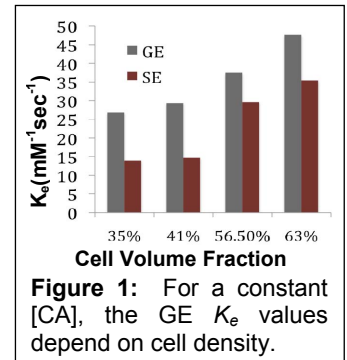 50
45
40
35
30
25
20
15
10
5
0
GE
SE
Kₑ(mM⁻¹sec⁻¹)
35% 41% 56.50% 63%
Cell Volume Fraction
Figure 1: For a constant
[CA], the GE Kₑ values
depend on cell density.